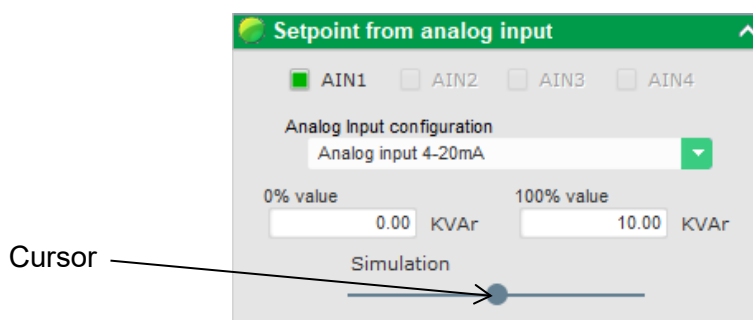 Setpoint from analog input
AIN1 AIN2 AIN3 AIN4
Analog Input configuration
Analog input 4-20mA
0% value 100% value
0.00 KVAr 10.00 KVAr
Cursor
Simulation